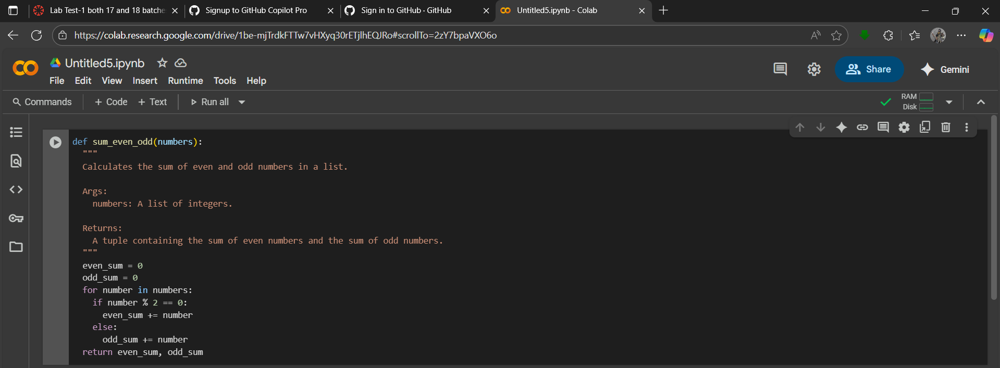 Lab Test-1 both 17 and 18 batche
Signup to GitHub Copilot Pro
Sign in to GitHub · GitHub
Untitled5.ipynb - Colab
https://colab.research.google.com/drive/1be-mjTrdkFTTw7vHXyq30rETjlhEQJRo#scrollTo=2zY7bpaVXO6o
Untitled5.ipynb
File Edit View Insert Runtime Tools Help
Share
Gemini
Commands + Code + Text Run all
RAM
Disk
def sum_even_odd(numbers):
"""
Calculates the sum of even and odd numbers in a list.
Args:
numbers: A list of integers.
Returns:
A tuple containing the sum of even numbers and the sum of odd numbers.
"""
even_sum = 0
odd_sum = 0
for number in numbers:
if number % 2 == 0:
even_sum += number
else:
odd_sum += number
return even_sum, odd_sum